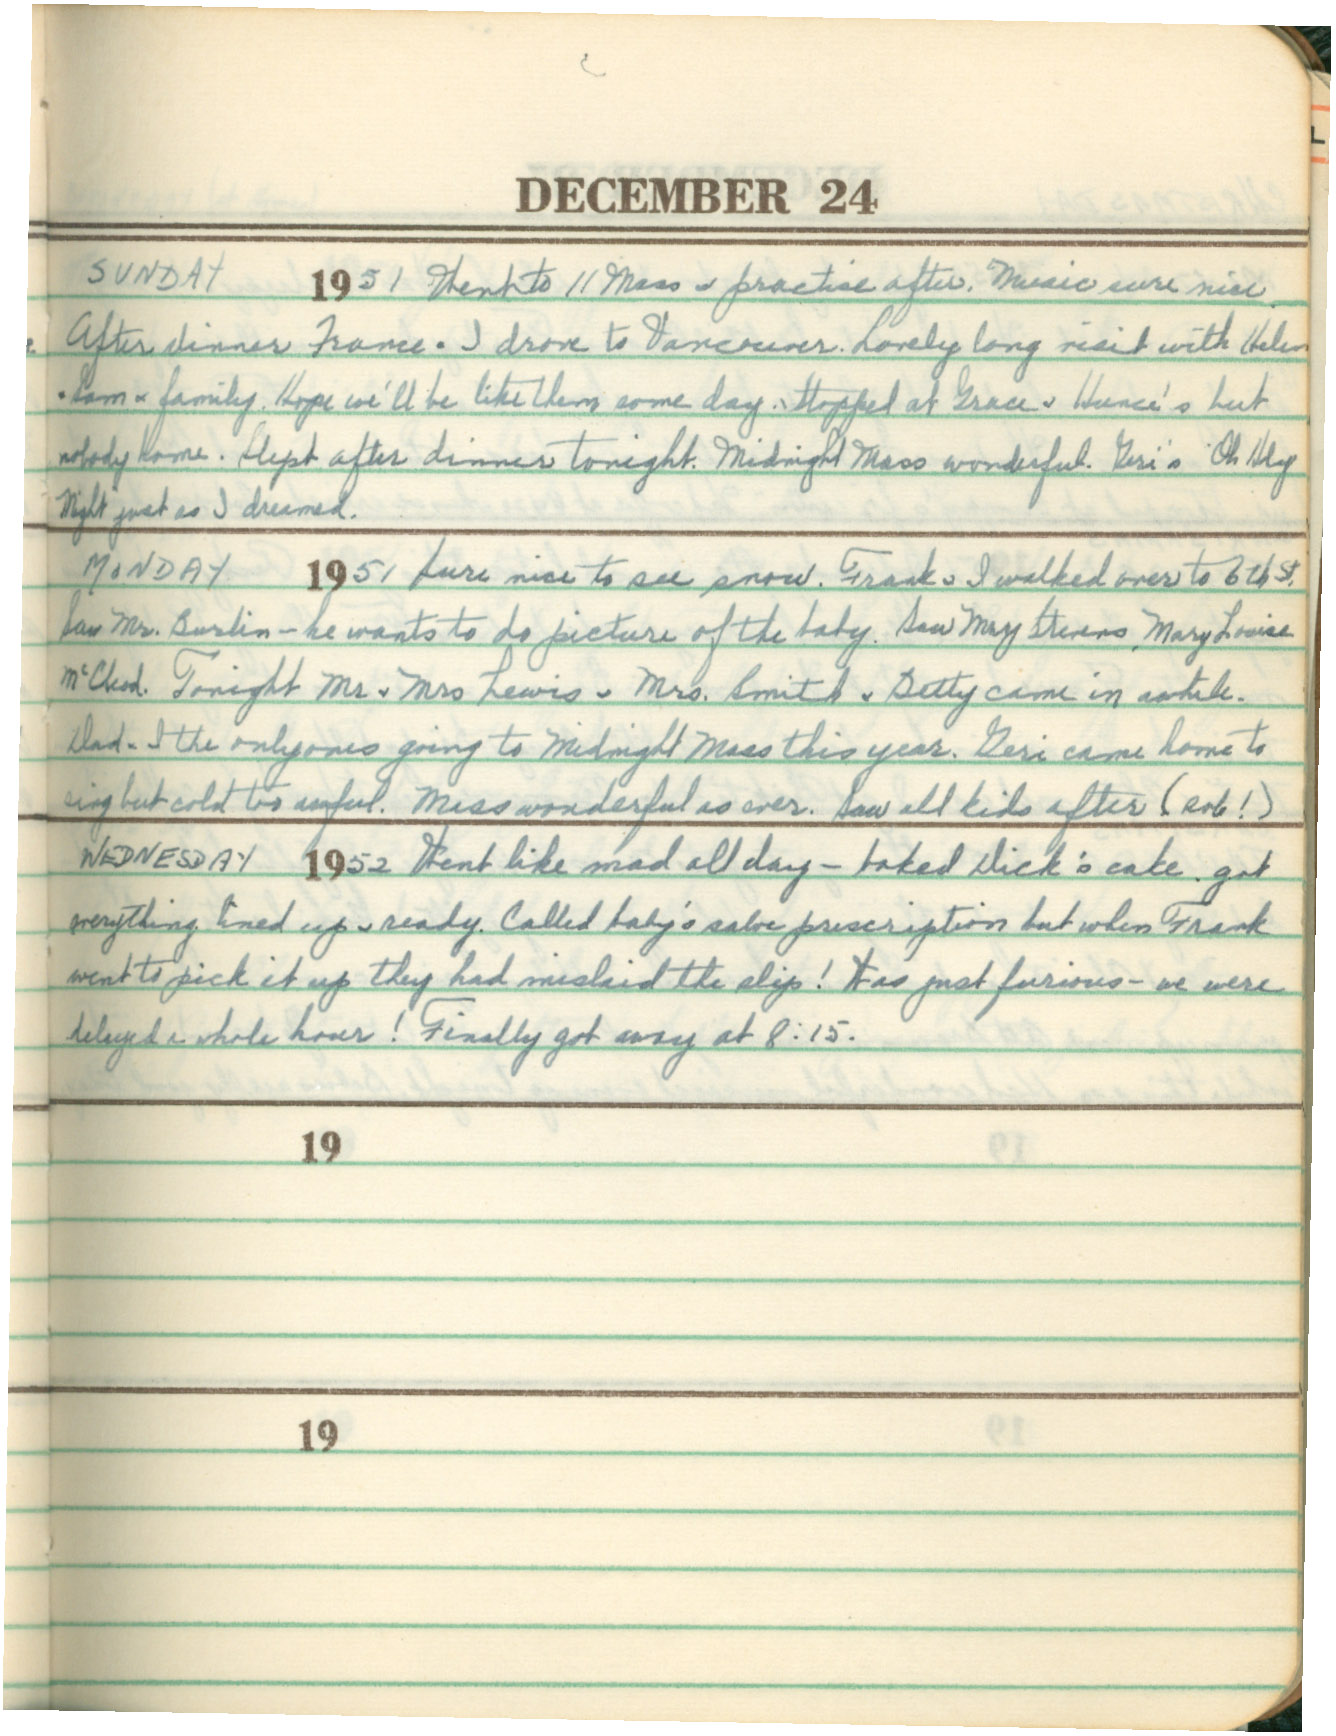 DECEMBER 24
SUNDAY 1951 Went to 11 Mass & practise after. Music sure nice.
After dinner France & I drove to Vancouver. Lovely long visit with Helen
& Sam & family. Hope we'll be like them some day. Stopped at Grace & Hunce's but
nobody home. Slept after dinner tonight. Midnight Mass wonderful. Geri's "Oh Holy
Night" just as I dreamed.
MONDAY 1951 Sure nice to see snow. Frank & I walked over to 6th St.
Saw Mr. Burlin – he wants to do picture of the baby. Saw Mary Stevens, Mary Louise
McCleod. Tonight Mr & Mrs Lewis & Mrs. Smith & Betty came in awhile.
Dad & I the only ones going to Midnight Mass this year. Geri came home to
sing but cold too awful. Mass wonderful as ever. Saw all kids after (sob!)
WEDNESDAY 1952 Went like mad all day – baked Dick's cake, got
everything lined up & ready. Called baby's salve prescription but when Frank
went to pick it up they had mislaid the slip! Was just furious – we were
delayed a whole hour! Finally got away at 8:15.
19
19